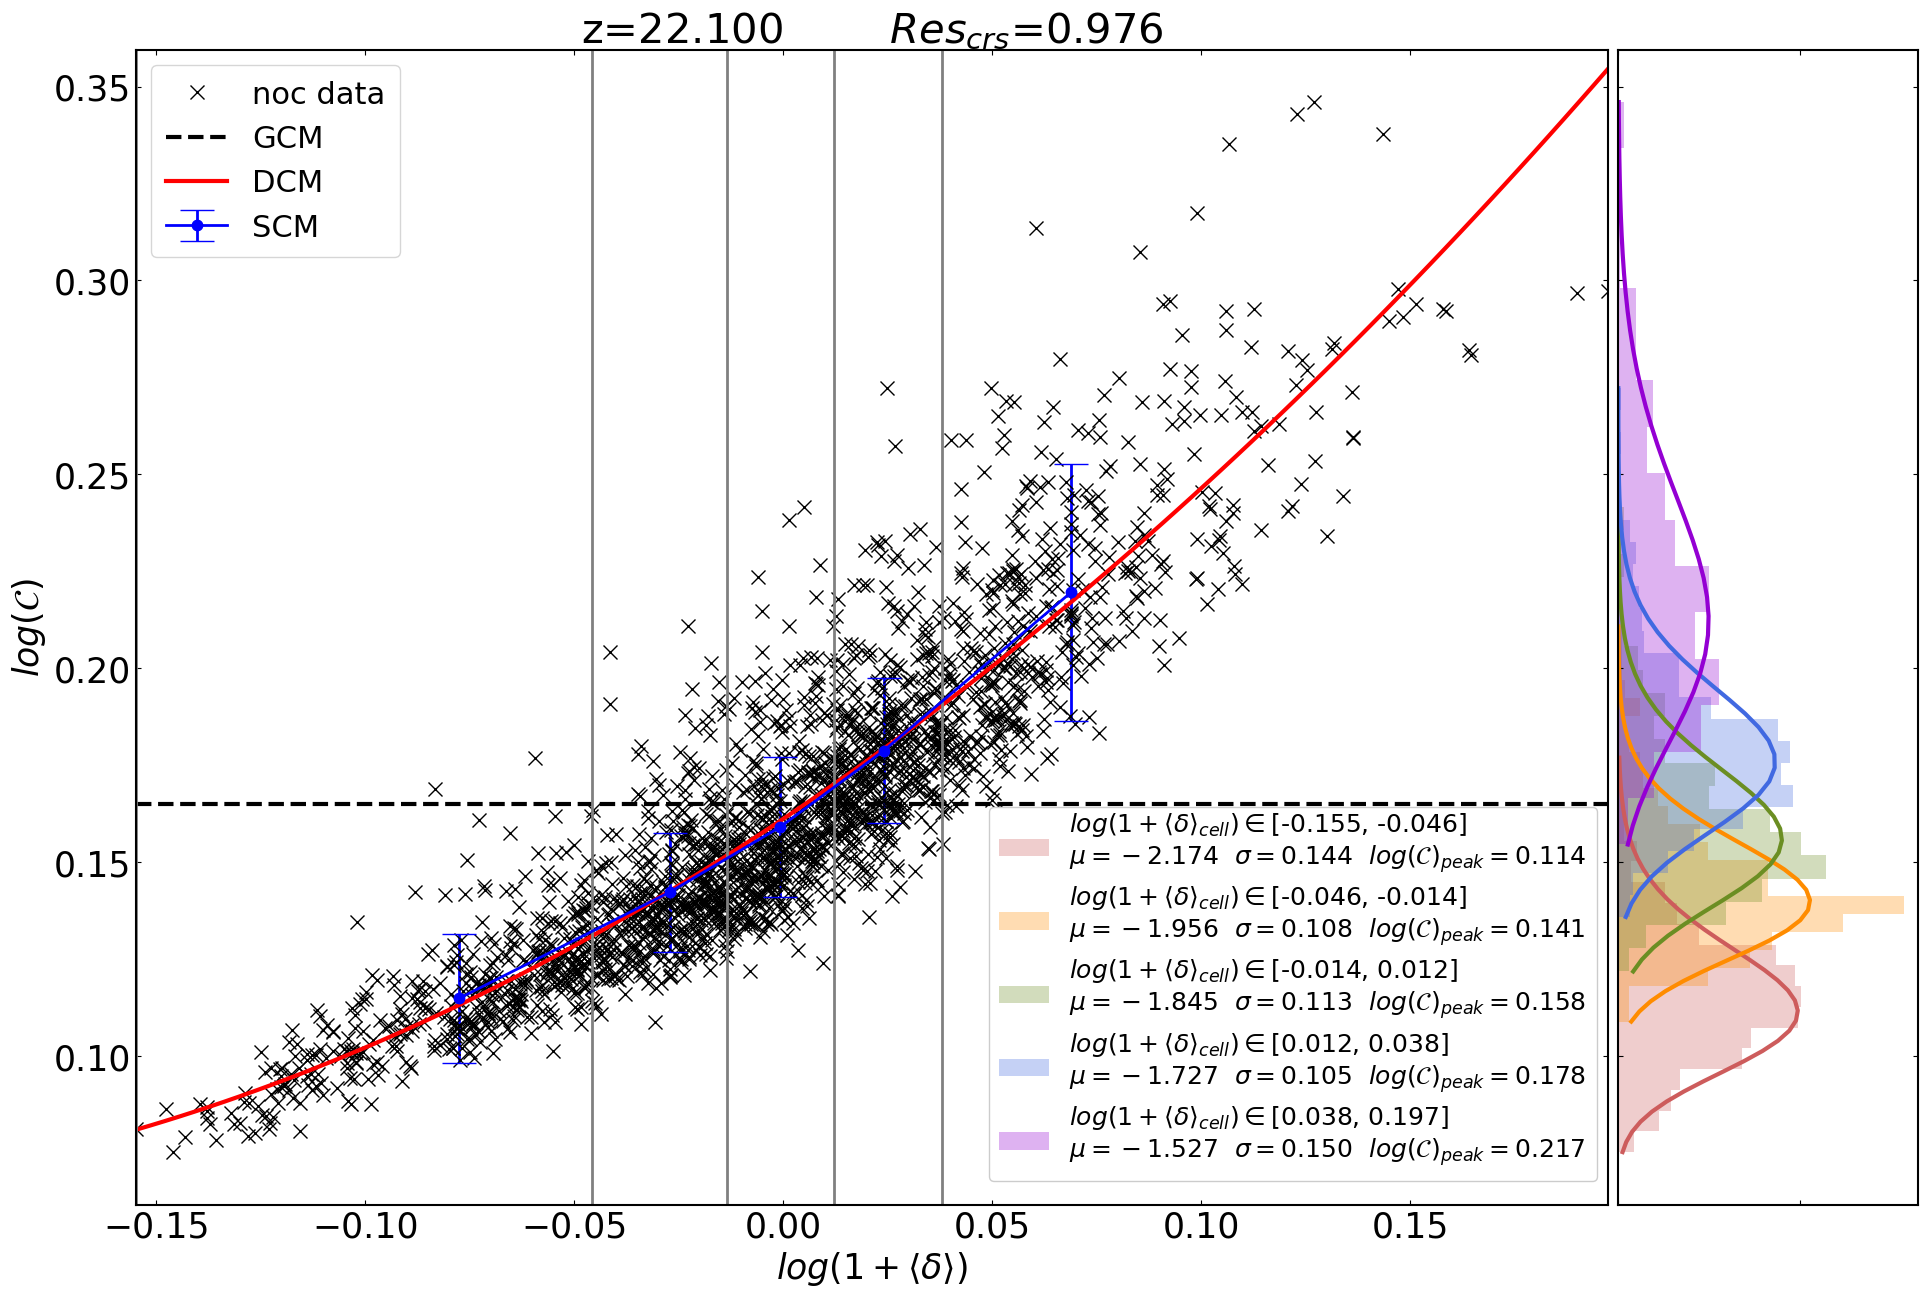 z=22.100 Res_crs=0.976
noc data
GCM
DCM
SCM
log(𝒞)
0.35
0.30
0.25
0.20
0.15
0.10
log(1 + ⟨δ⟩_cell) ∈ [-0.155, -0.046]
μ = −2.174 σ = 0.144 log(𝒞)_peak = 0.114
log(1 + ⟨δ⟩_cell) ∈ [-0.046, -0.014]
μ = −1.956 σ = 0.108 log(𝒞)_peak = 0.141
log(1 + ⟨δ⟩_cell) ∈ [-0.014, 0.012]
μ = −1.845 σ = 0.113 log(𝒞)_peak = 0.158
log(1 + ⟨δ⟩_cell) ∈ [0.012, 0.038]
μ = −1.727 σ = 0.105 log(𝒞)_peak = 0.178
log(1 + ⟨δ⟩_cell) ∈ [0.038, 0.197]
μ = −1.527 σ = 0.150 log(𝒞)_peak = 0.217
−0.15 −0.10 −0.05 0.00 0.05 0.10 0.15
log(1 + ⟨δ⟩)